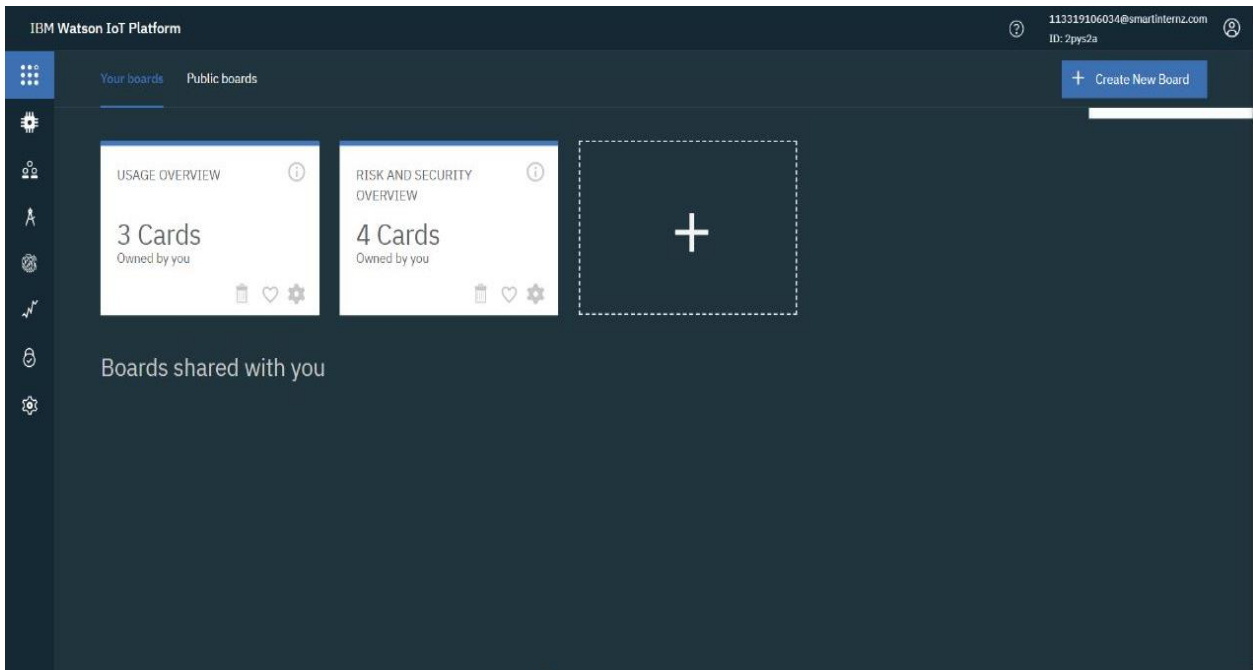 IBM Watson IoT Platform
113319106034@smartinternz.com
ID: 2pys2a
Your boards Public boards
+ Create New Board
USAGE OVERVIEW
3 Cards
Owned by you
RISK AND SECURITY
OVERVIEW
4 Cards
Owned by you
Boards shared with you